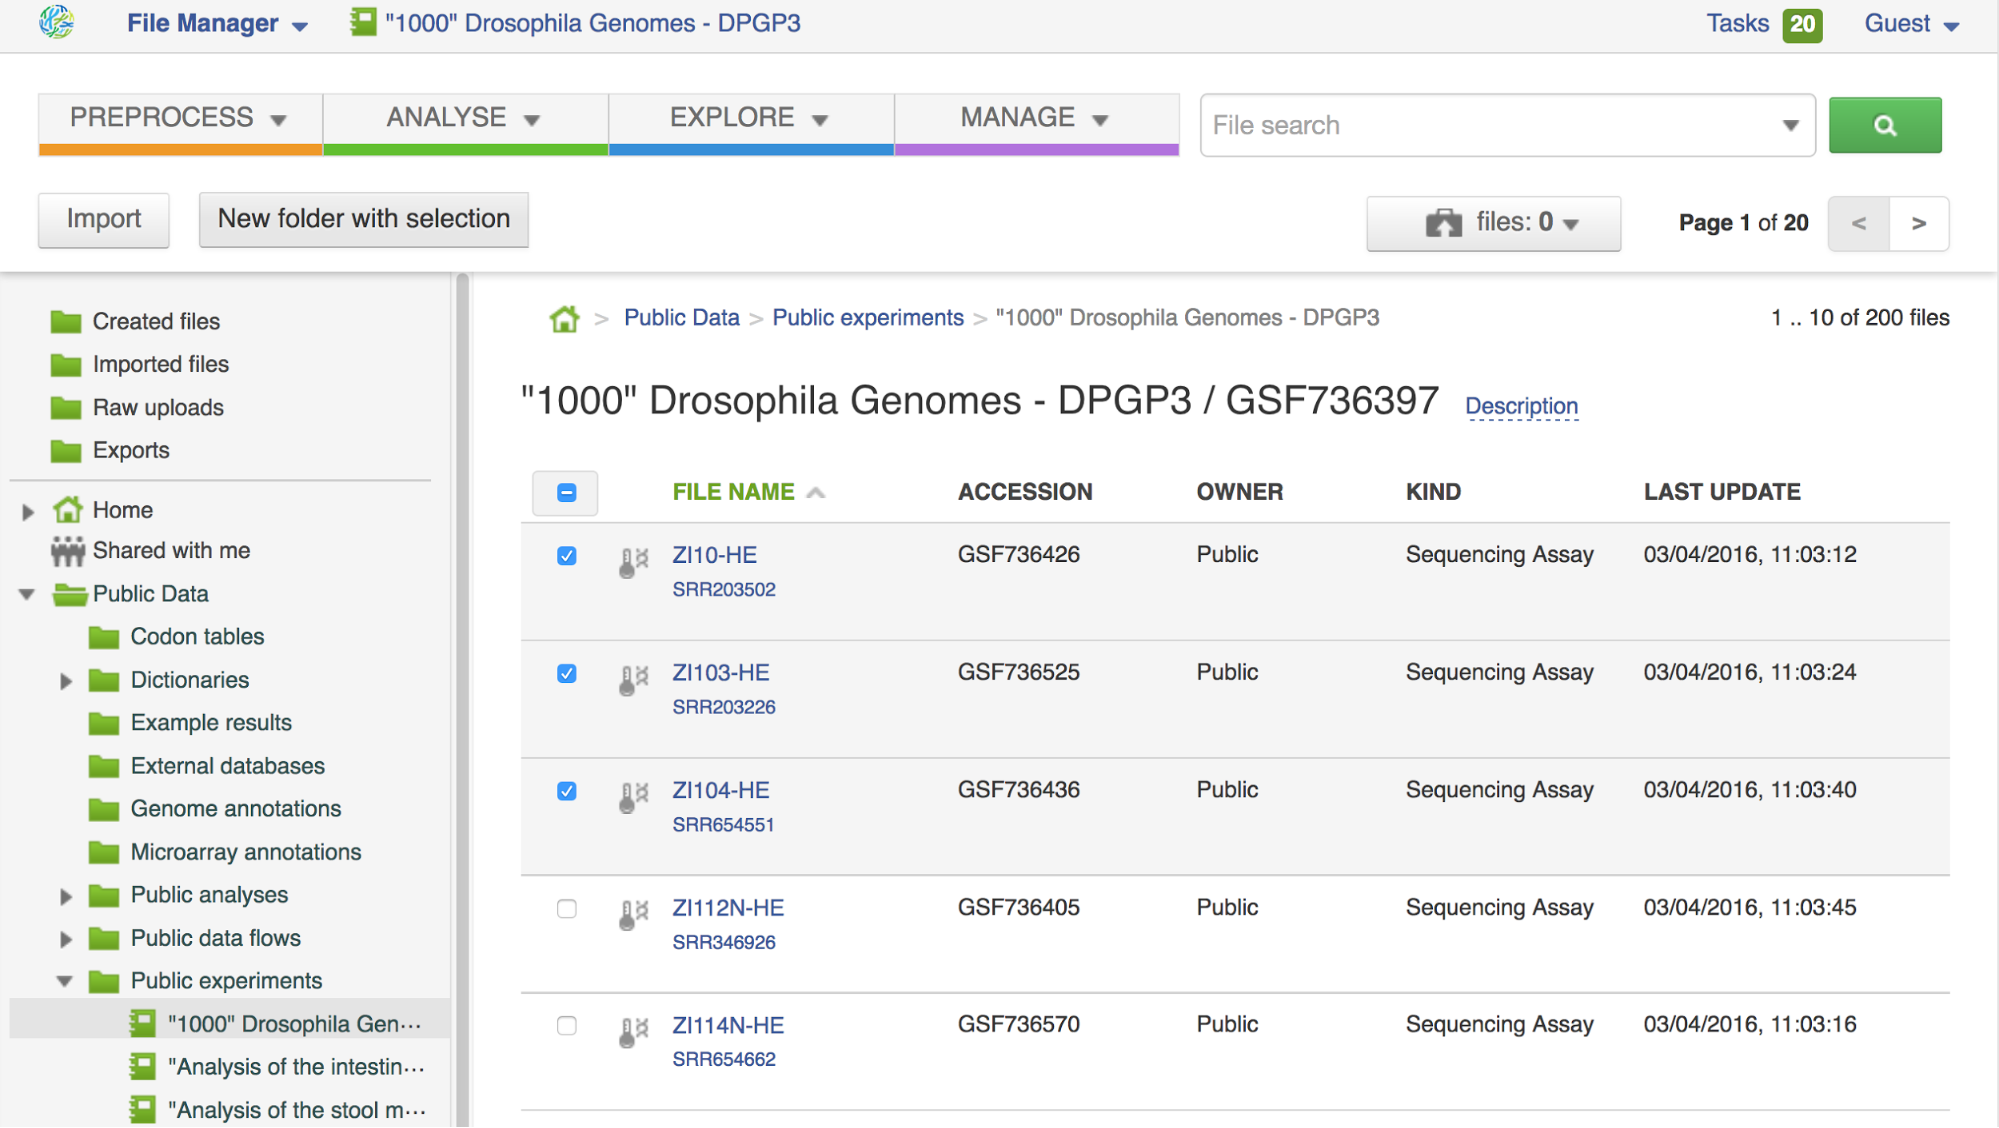 File Manager "1000" Drosophila Genomes - DPGP3 Tasks 20 Guest
PREPROCESS ANALYSE EXPLORE MANAGE File search
Import New folder with selection files: 0 Page 1 of 20 < >
Created files
Imported files
Raw uploads
Exports
Home
Shared with me
Public Data
Codon tables
Dictionaries
Example results
External databases
Genome annotations
Microarray annotations
Public analyses
Public data flows
Public experiments
"1000" Drosophila Gen···
"Analysis of the intestin···
"Analysis of the stool m···
> Public Data > Public experiments > "1000" Drosophila Genomes - DPGP3 1 .. 10 of 200 files
"1000" Drosophila Genomes - DPGP3 / GSF736397 Description
FILE NAME ACCESSION OWNER KIND LAST UPDATE
ZI10-HE GSF736426 Public Sequencing Assay 03/04/2016, 11:03:12
SRR203502
ZI103-HE GSF736525 Public Sequencing Assay 03/04/2016, 11:03:24
SRR203226
ZI104-HE GSF736436 Public Sequencing Assay 03/04/2016, 11:03:40
SRR654551
ZI112N-HE GSF736405 Public Sequencing Assay 03/04/2016, 11:03:45
SRR346926
ZI114N-HE GSF736570 Public Sequencing Assay 03/04/2016, 11:03:16
SRR654662